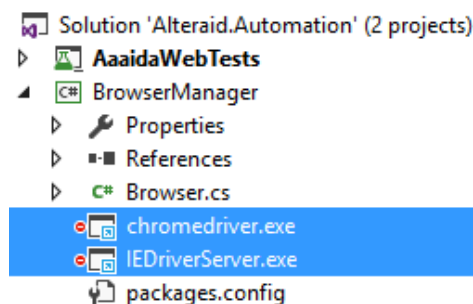 Solution 'Alteraid.Automation' (2 projects)
AaaidaWebTests
C# BrowserManager
Properties
References
C# Browser.cs
chromedriver.exe
IEDriverServer.exe
packages.config